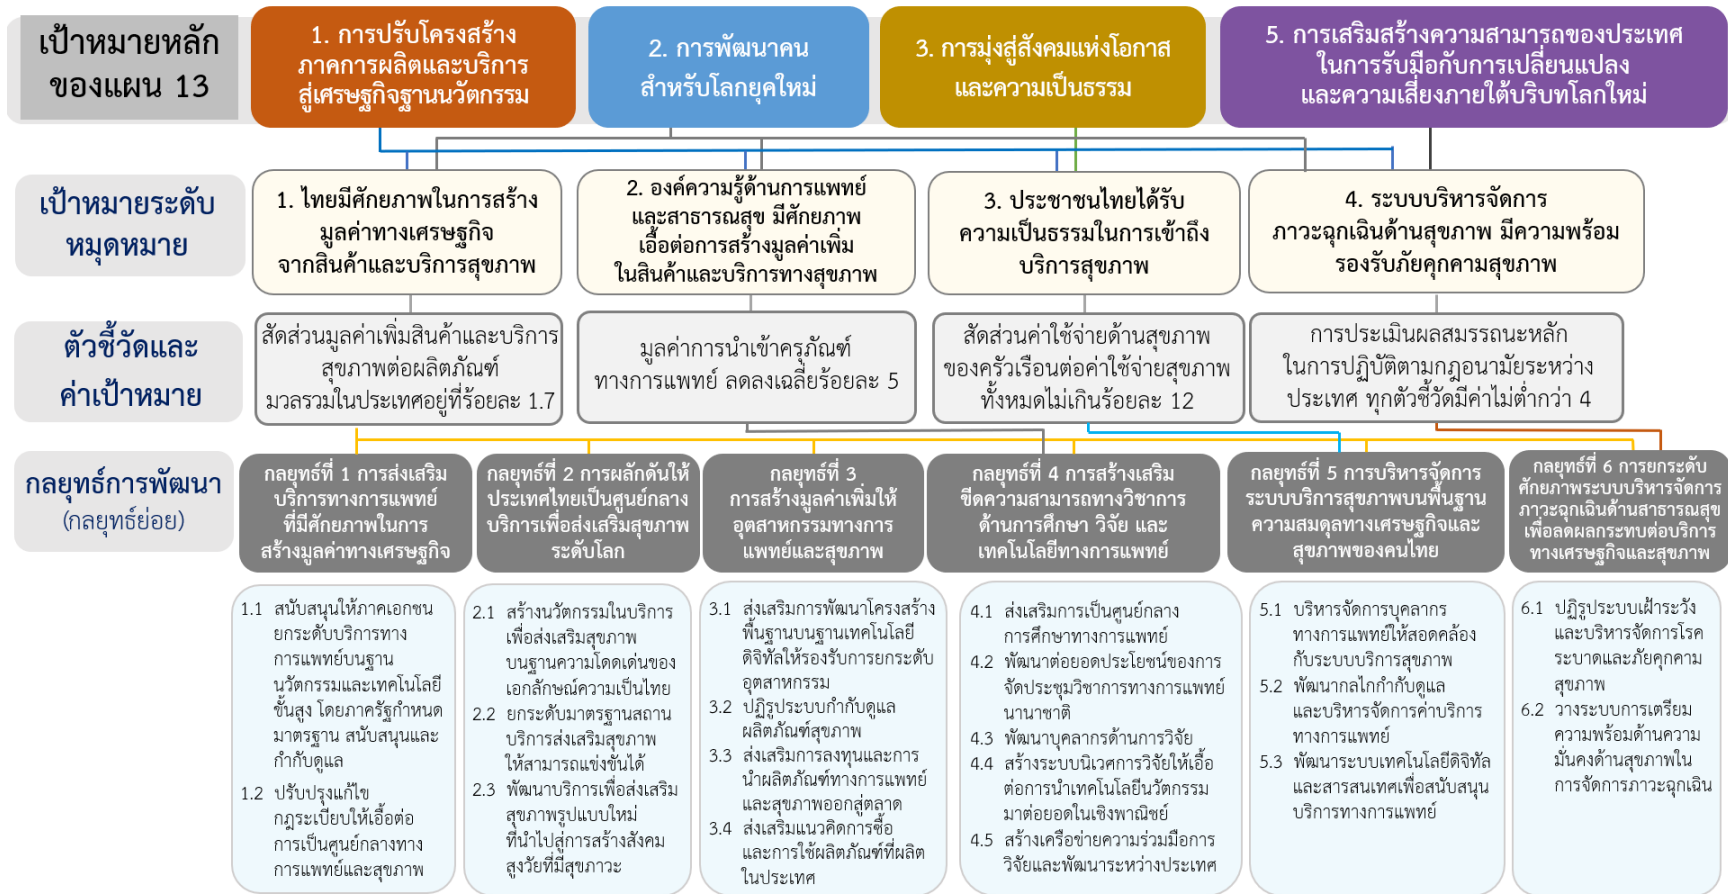 เป้าหมายหลัก
ของแผน 13
1. การปรับโครงสร้าง
ภาคการผลิตและบริการ
สู่เศรษฐกิจฐานนวัตกรรม
2. การพัฒนาคน
สำหรับโลกยุคใหม่
3. การมุ่งสู่สังคมแห่งโอกาส
และความเป็นธรรม
5. การเสริมสร้างความสามารถของประเทศ
ในการรับมือกับการเปลี่ยนแปลง
และความเสี่ยงภายใต้บริบทโลกใหม่
เป้าหมายระดับ
หมุดหมาย
1. ไทยมีศักยภาพในการสร้าง
มูลค่าทางเศรษฐกิจ
จากสินค้าและบริการสุขภาพ
2. องค์ความรู้ด้านการแพทย์
และสาธารณสุข มีศักยภาพ
เอื้อต่อการสร้างมูลค่าเพิ่ม
ในสินค้าและบริการทางสุขภาพ
3. ประชาชนไทยได้รับ
ความเป็นธรรมในการเข้าถึง
บริการสุขภาพ
4. ระบบบริหารจัดการ
ภาวะฉุกเฉินด้านสุขภาพ มีความพร้อม
รองรับภัยคุกคามสุขภาพ
ตัวชี้วัดและ
ค่าเป้าหมาย
สัดส่วนมูลค่าเพิ่มสินค้าและบริการ
สุขภาพต่อผลิตภัณฑ์
มวลรวมในประเทศอยู่ที่ร้อยละ 1.7
มูลค่าการนำเข้าครุภัณฑ์
ทางการแพทย์ ลดลงเฉลี่ยร้อยละ 5
สัดส่วนค่าใช้จ่ายด้านสุขภาพ
ของครัวเรือนต่อค่าใช้จ่ายสุขภาพ
ทั้งหมดไม่เกินร้อยละ 12
การประเมินผลสมรรถนะหลัก
ในการปฏิบัติตามกฎอนามัยระหว่าง
ประเทศ ทุกตัวชี้วัดมีค่าไม่ต่ำกว่า 4
กลยุทธ์การพัฒนา
(กลยุทธ์ย่อย)
กลยุทธ์ที่ 1 การส่งเสริม
บริการทางการแพทย์
ที่มีศักยภาพในการ
สร้างมูลค่าทางเศรษฐกิจ
กลยุทธ์ที่ 2 การผลักดันให้
ประเทศไทยเป็นศูนย์กลาง
บริการเพื่อส่งเสริมสุขภาพ
ระดับโลก
กลยุทธ์ที่ 3
การสร้างมูลค่าเพิ่มให้
อุตสาหกรรมทางการ
แพทย์และสุขภาพ
กลยุทธ์ที่ 4 การสร้างเสริม
ขีดความสามารถทางวิชาการ
ด้านการศึกษา วิจัย และ
เทคโนโลยีทางการแพทย์
กลยุทธ์ที่ 5 การบริหารจัดการ
ระบบบริการสุขภาพบนพื้นฐาน
ความสมดุลทางเศรษฐกิจและ
สุขภาพของคนไทย
กลยุทธ์ที่ 6 การยกระดับ
ศักยภาพระบบบริหารจัดการ
ภาวะฉุกเฉินด้านสาธารณสุข
เพื่อลดผลกระทบต่อบริการ
ทางเศรษฐกิจและสุขภาพ
1.1 สนับสนุนให้ภาคเอกชน
ยกระดับบริการทาง
การแพทย์บนฐาน
นวัตกรรมและเทคโนโลยี
ขั้นสูง โดยภาครัฐกำหนด
มาตรฐาน สนับสนุนและ
กำกับดูแล
1.2 ปรับปรุงแก้ไข
กฎระเบียบให้เอื้อต่อ
การเป็นศูนย์กลางทาง
การแพทย์และสุขภาพ
2.1 สร้างนวัตกรรมในบริการ
เพื่อส่งเสริมสุขภาพ
บนฐานความโดดเด่นของ
เอกลักษณ์ความเป็นไทย
2.2 ยกระดับมาตรฐานสถาน
บริการส่งเสริมสุขภาพ
ให้สามารถแข่งขันได้
2.3 พัฒนาบริการเพื่อส่งเสริม
สุขภาพรูปแบบใหม่
ที่นำไปสู่การสร้างสังคม
สูงวัยที่มีสุขภาวะ
3.1 ส่งเสริมการพัฒนาโครงสร้าง
พื้นฐานบนฐานเทคโนโลยี
ดิจิทัลให้รองรับการยกระดับ
อุตสาหกรรม
3.2 ปฏิรูประบบกำกับดูแล
ผลิตภัณฑ์สุขภาพ
3.3 ส่งเสริมการลงทุนและการ
นำผลิตภัณฑ์ทางการแพทย์
และสุขภาพออกสู่ตลาด
3.4 ส่งเสริมแนวคิดการซื้อ
และการใช้ผลิตภัณฑ์ที่ผลิต
ในประเทศ
4.1 ส่งเสริมการเป็นศูนย์กลาง
การศึกษาทางการแพทย์
4.2 พัฒนาต่อยอดประโยชน์ของการ
จัดประชุมวิชาการทางการแพทย์
นานาชาติ
4.3 พัฒนาบุคลากรด้านการวิจัย
4.4 สร้างระบบนิเวศการวิจัยให้เอื้อ
ต่อการนำเทคโนโลยีนวัตกรรม
มาต่อยอดในเชิงพาณิชย์
4.5 สร้างเครือข่ายความร่วมมือการ
วิจัยและพัฒนาระหว่างประเทศ
5.1 บริหารจัดการบุคลากร
ทางการแพทย์ให้สอดคล้อง
กับระบบบริการสุขภาพ
5.2 พัฒนากลไกกำกับดูแล
และบริหารจัดการค่าบริการ
ทางการแพทย์
5.3 พัฒนาระบบเทคโนโลยีดิจิทัล
และสารสนเทศเพื่อสนับสนุน
บริการทางการแพทย์
6.1 ปฏิรูประบบเฝ้าระวัง
และบริหารจัดการโรค
ระบาดและภัยคุกคาม
สุขภาพ
6.2 วางระบบการเตรียม
ความพร้อมด้านความ
มั่นคงด้านสุขภาพใน
การจัดการภาวะฉุกเฉิน